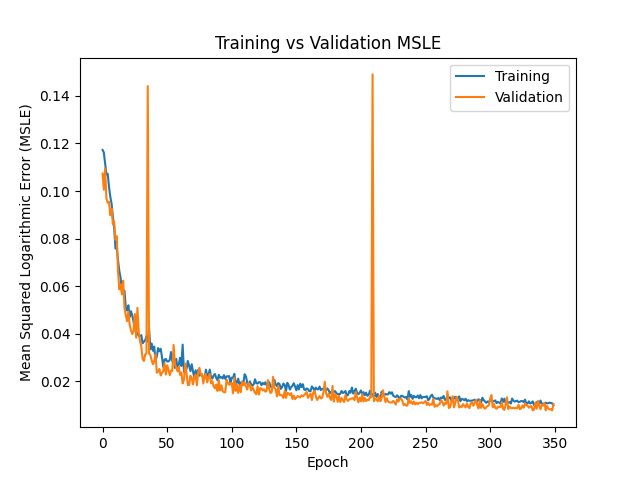 Training vs Validation MSLE
Training
Validation
Mean Squared Logarithmic Error (MSLE)
0.14
0.12
0.10
0.08
0.06
0.04
0.02
0 50 100 150 200 250 300 350
Epoch